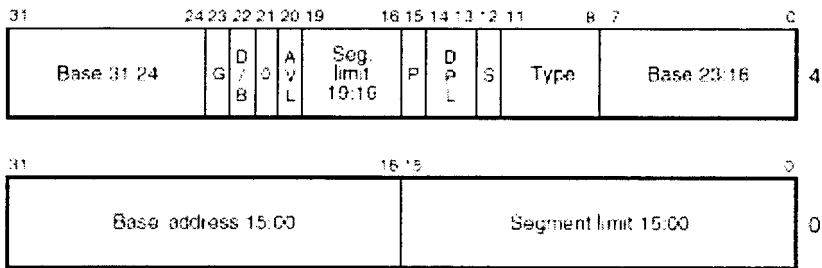 31 24 23 22 21 20 19 16 15 14 13 12 11 8 7 0
Base 31:24 G D/B 0 AVL Seg. limit 19:16 P DPL S Type Base 23:16 4
31 16 15 0
Base address 15:00 Segment limit 15:00 0